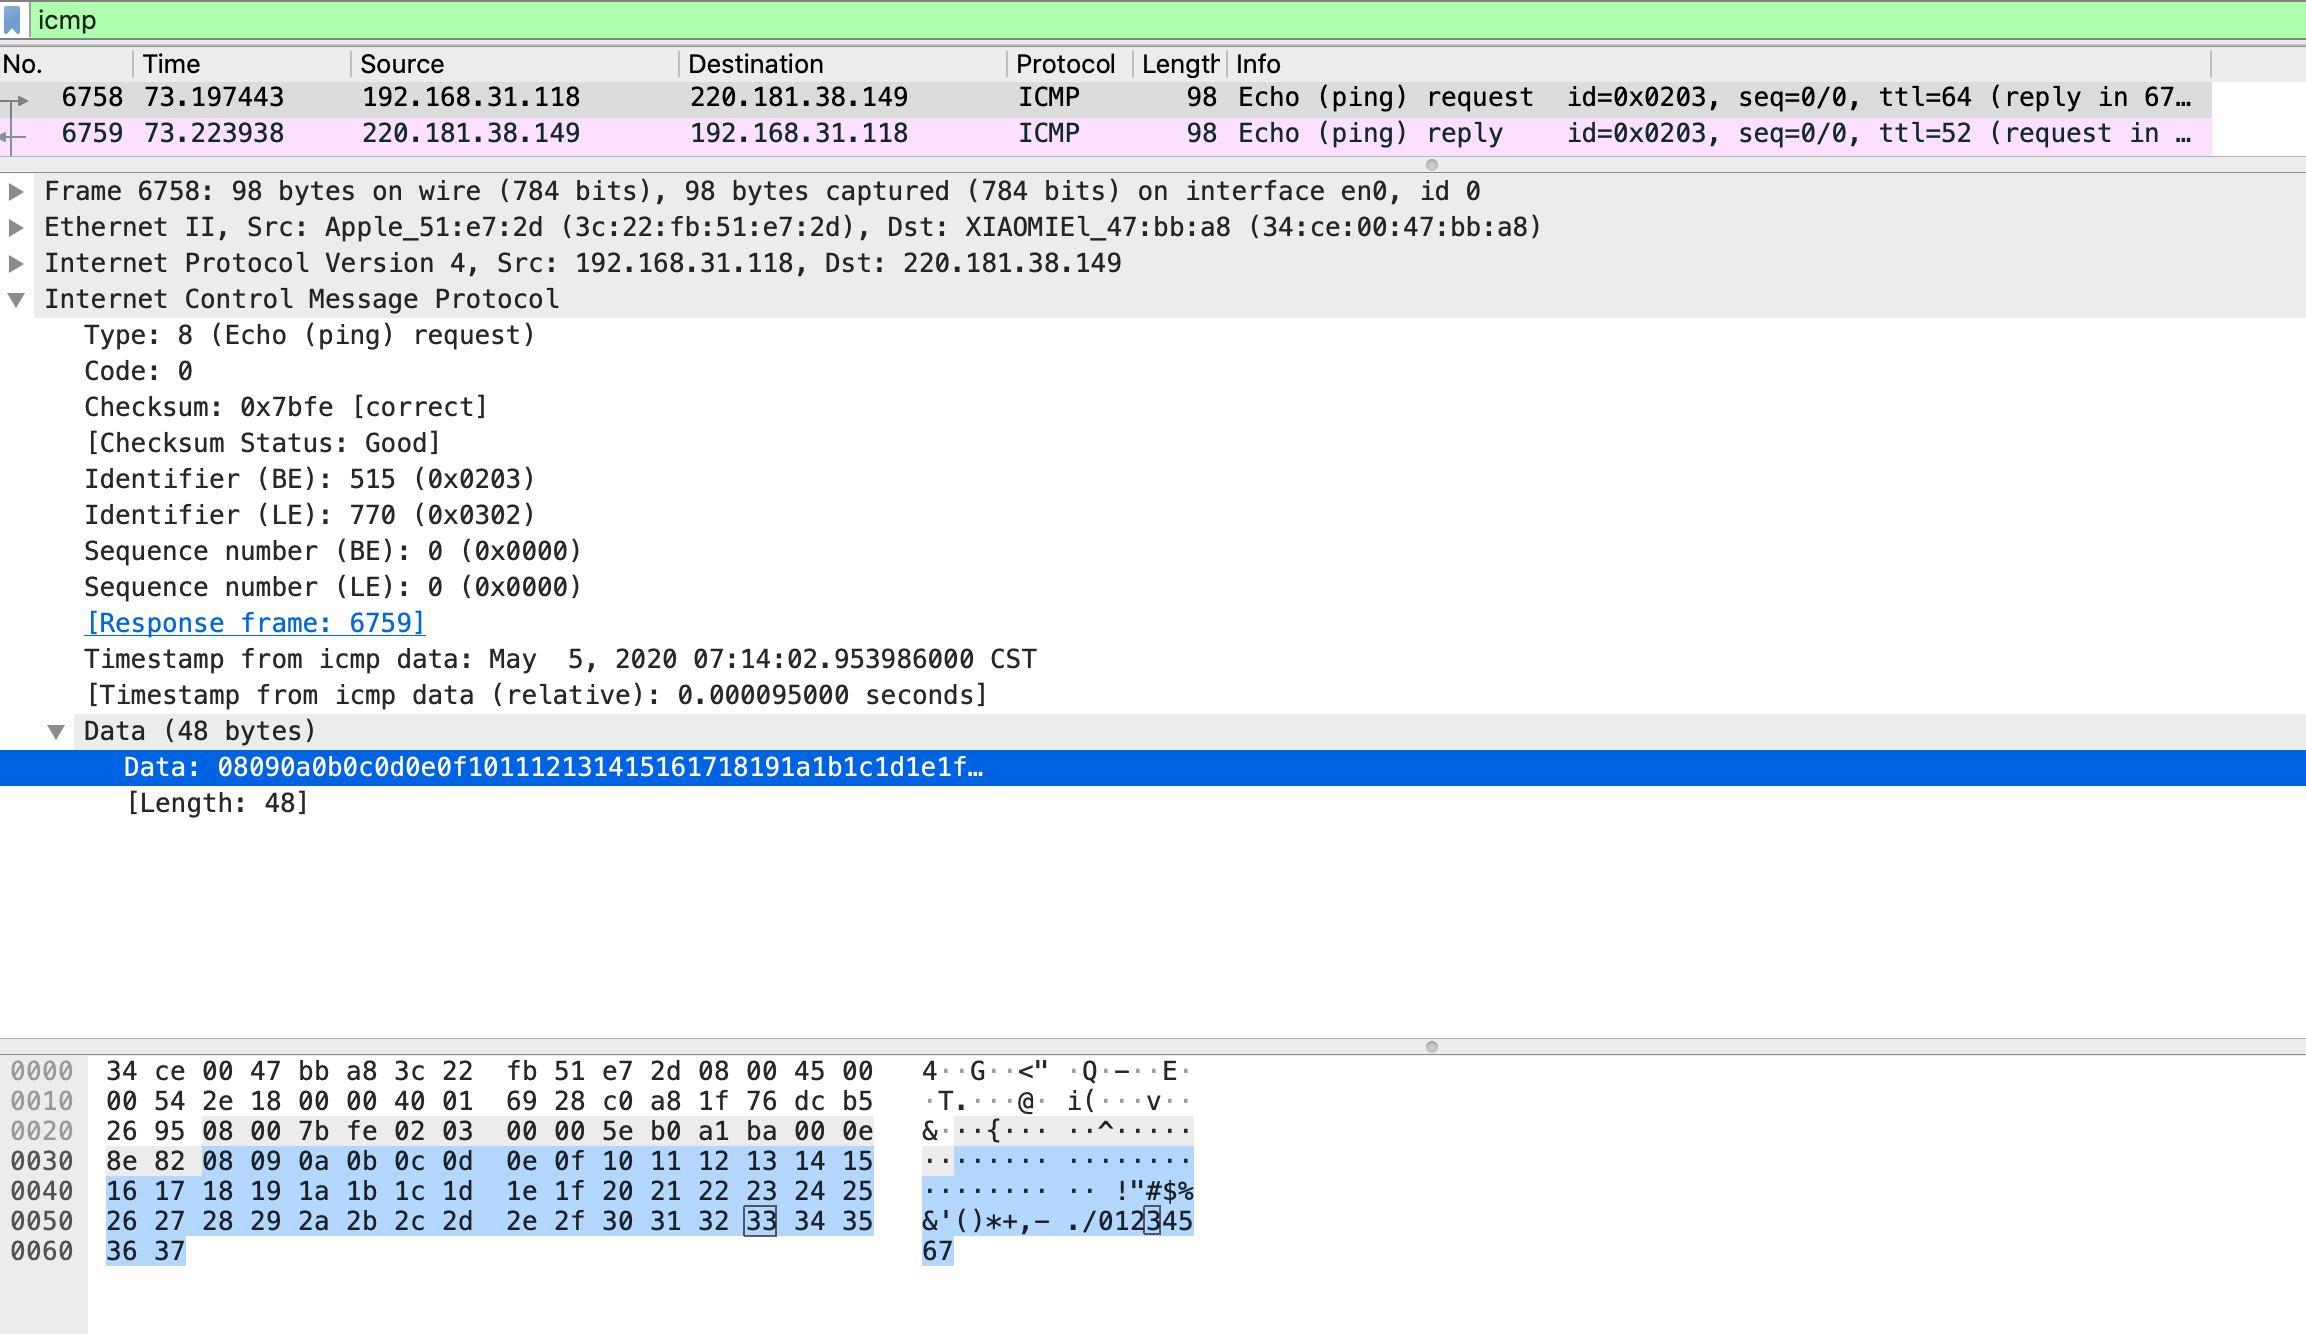 icmp
No. Time Source Destination Protocol Length Info
6758 73.197443 192.168.31.118 220.181.38.149 ICMP 98 Echo (ping) request id=0x0203, seq=0/0, ttl=64 (reply in 67…
6759 73.223938 220.181.38.149 192.168.31.118 ICMP 98 Echo (ping) reply id=0x0203, seq=0/0, ttl=52 (request in …
Frame 6758: 98 bytes on wire (784 bits), 98 bytes captured (784 bits) on interface en0, id 0
Ethernet II, Src: Apple_51:e7:2d (3c:22:fb:51:e7:2d), Dst: XIAOMIEl_47:bb:a8 (34:ce:00:47:bb:a8)
Internet Protocol Version 4, Src: 192.168.31.118, Dst: 220.181.38.149
Internet Control Message Protocol
Type: 8 (Echo (ping) request)
Code: 0
Checksum: 0x7bfe [correct]
[Checksum Status: Good]
Identifier (BE): 515 (0x0203)
Identifier (LE): 770 (0x0302)
Sequence number (BE): 0 (0x0000)
Sequence number (LE): 0 (0x0000)
[Response frame: 6759]
Timestamp from icmp data: May  5, 2020 07:14:02.953986000 CST
[Timestamp from icmp data (relative): 0.000095000 seconds]
Data (48 bytes)
Data: 08090a0b0c0d0e0f101112131415161718191a1b1c1d1e1f…
[Length: 48]
0000 34 ce 00 47 bb a8 3c 22 fb 51 e7 2d 08 00 45 00 4··G··<" ·Q·-··E·
0010 00 54 2e 18 00 00 40 01 69 28 c0 a8 1f 76 dc b5 ·T.···@· i(···v··
0020 26 95 08 00 7b fe 02 03 00 00 5e b0 a1 ba 00 0e &···{··· ··^·····
0030 8e 82 08 09 0a 0b 0c 0d 0e 0f 10 11 12 13 14 15 ········ ········
0040 16 17 18 19 1a 1b 1c 1d 1e 1f 20 21 22 23 24 25 ········ ·· !"#$%
0050 26 27 28 29 2a 2b 2c 2d 2e 2f 30 31 32 33 34 35 &'()*+,- ./012345
0060 36 37 67